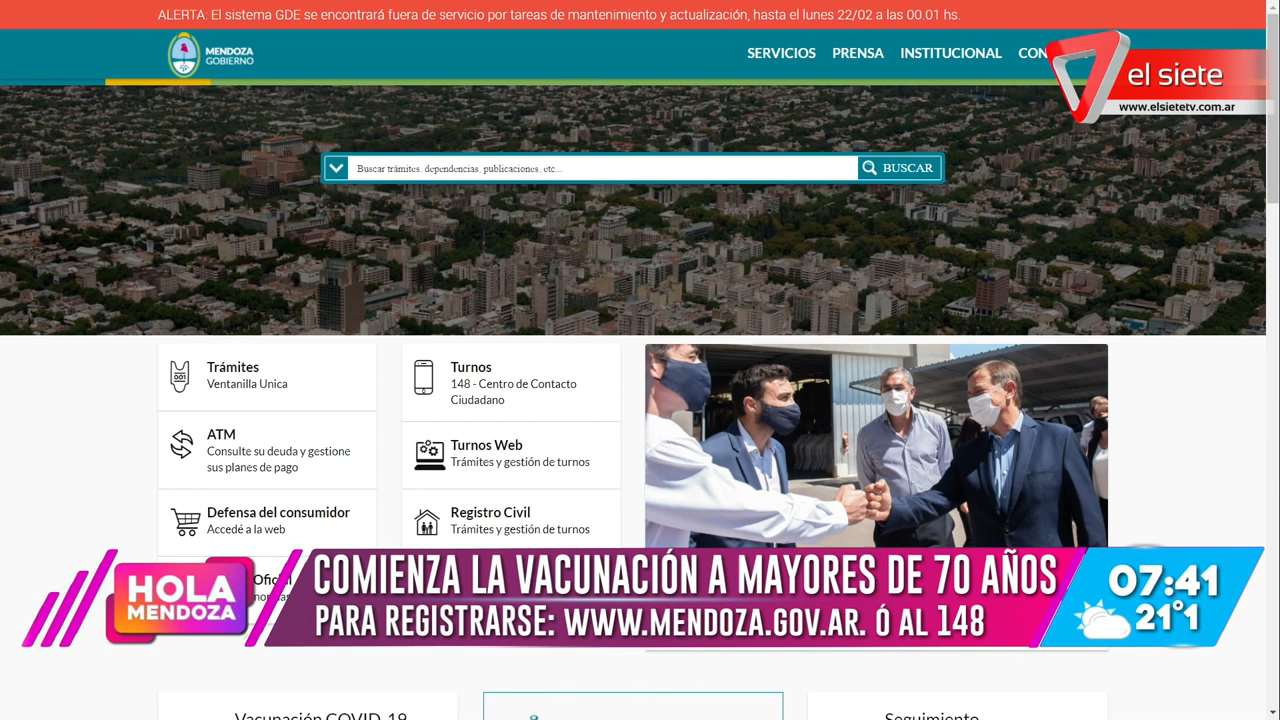 ALERTA: El sistema GDE se encontrará fuera de servicio por tareas de mantenimiento y actualización, hasta el lunes 22/02 a las 00.01 hs.
MENDOZA
GOBIERNO
SERVICIOS PRENSA INSTITUCIONAL
el siete
www.elsietetv.com.ar
Buscar trámites, dependencias, publicaciones, etc...
BUSCAR
Trámites
Ventanilla Unica
ATM
Consulte su deuda y gestione
sus planes de pago
Defensa del consumidor
Accedé a la web
Turnos
148 - Centro de Contacto
Ciudadano
Turnos Web
Trámites y gestión de turnos
Registro Civil
Trámites y gestión de turnos
Oficial
HOLA
MENDOZA
COMIENZA LA VACUNACIÓN A MAYORES DE 70 AÑOS
PARA REGISTRARSE: WWW.MENDOZA.GOV.AR. Ó AL 148
07:41
21°1
Vacunación COVID-19
Seguimiento